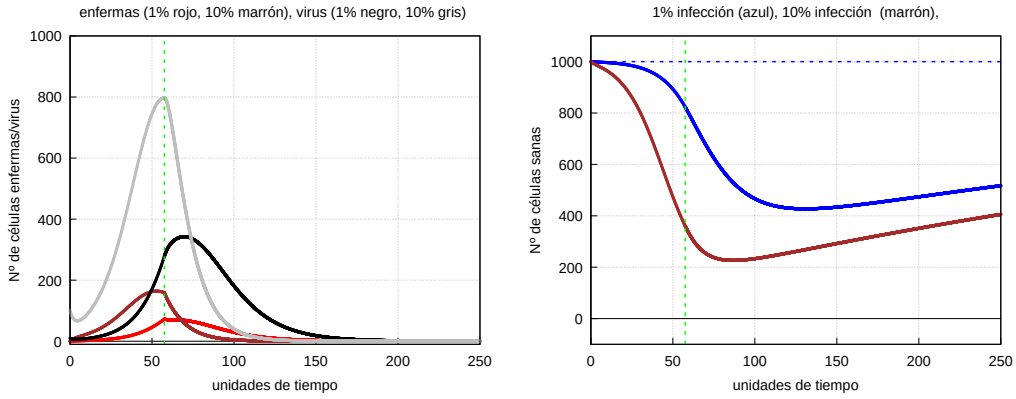 enfermas (1% rojo, 10% marrón), virus (1% negro, 10% gris)
1000
800
600
400
200
0
Nº de células enfermas/virus
0 50 100 150 200 250
unidades de tiempo
1% infección (azul), 10% infección  (marrón),
1000
800
600
400
200
0
Nº de células sanas
0 50 100 150 200 250
unidades de tiempo